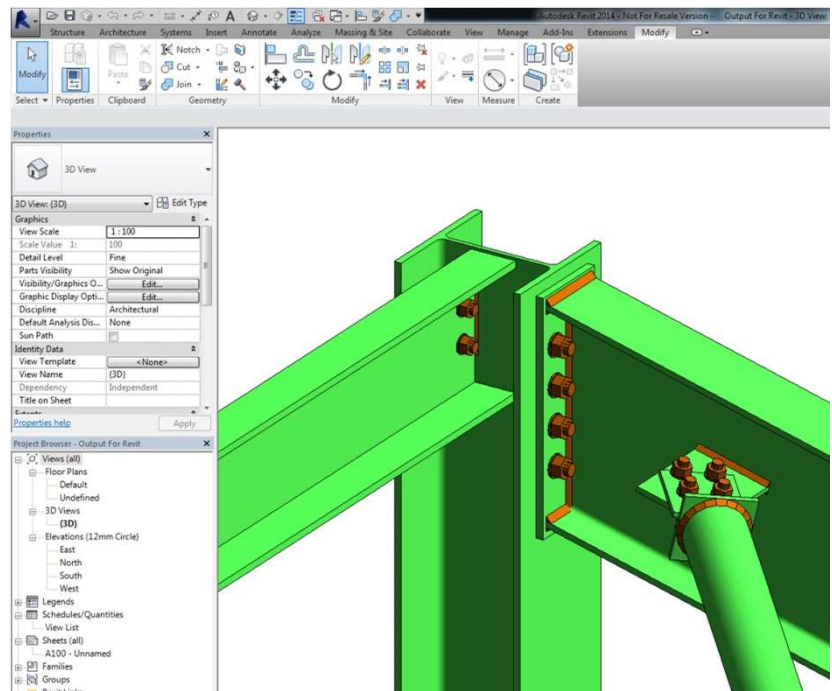 Autodesk Revit 2014 - Not For Resale Version - Output For Revit - 3D View:
Structure Architecture Systems Insert Annotate Analyze Massing & Site Collaborate View Manage Add-Ins Extensions Modify
Modify
Paste
Notch
Cut
Join
Select Properties Clipboard Geometry Modify View Measure Create
Properties
3D View
3D View: {3D} Edit Type
Graphics
View Scale 1 : 100
Scale Value 1: 100
Detail Level Fine
Parts Visibility Show Original
Visibility/Graphics O... Edit...
Graphic Display Opti... Edit...
Discipline Architectural
Default Analysis Dis... None
Sun Path
Identity Data
View Template <None>
View Name {3D}
Dependency Independent
Title on Sheet
Extents
Properties help Apply
Project Browser - Output For Revit
Views (all)
Floor Plans
Default
Undefined
3D Views
{3D}
Elevations (12mm Circle)
East
North
South
West
Legends
Schedules/Quantities
View List
Sheets (all)
A100 - Unnamed
Families
Groups
Revit Links